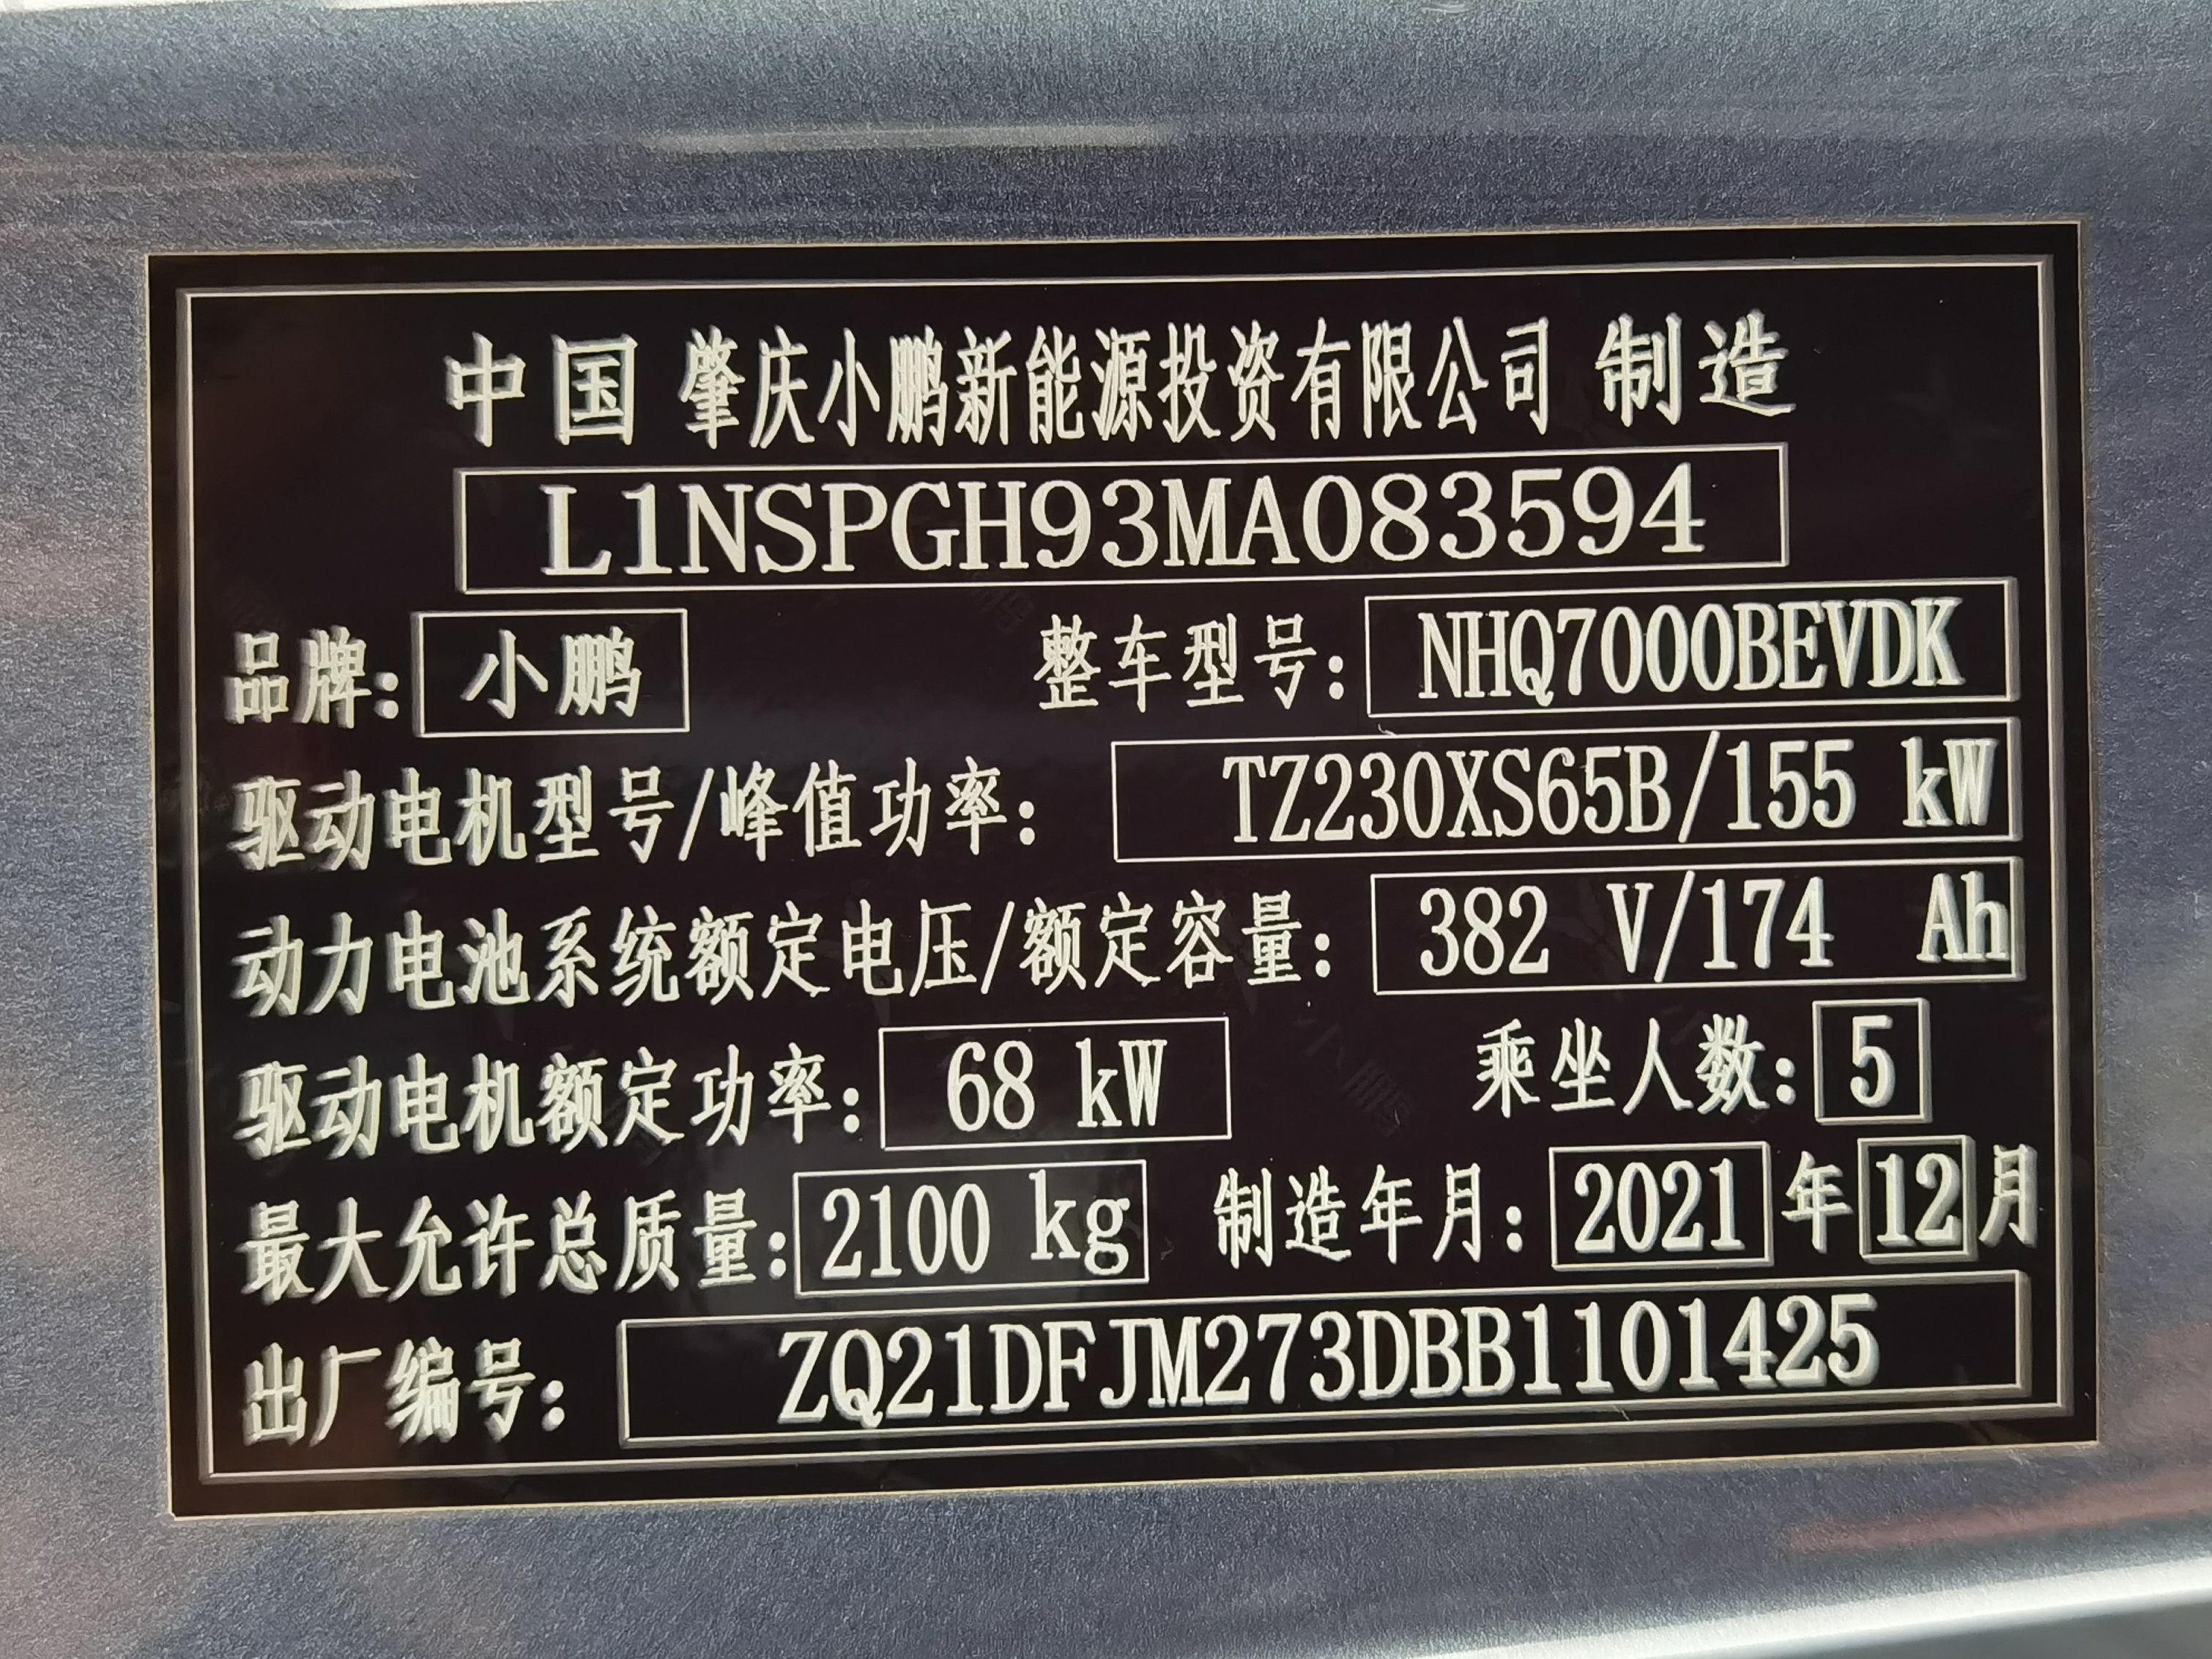 中国 肇庆小鹏新能源投资有限公司 制造
L1NSPGH93MA083594
品牌: 小鹏 整车型号: NHQ7000BEVDK
驱动电机型号/峰值功率: TZ230XS65B/155 kW
动力电池系统额定电压/额定容量: 382 V/174 Ah
驱动电机额定功率: 68 kW 乘坐人数: 5
最大允许总质量: 2100 kg 制造年月: 2021 年 12 月
出厂编号: ZQ21DFJM273DBB1101425